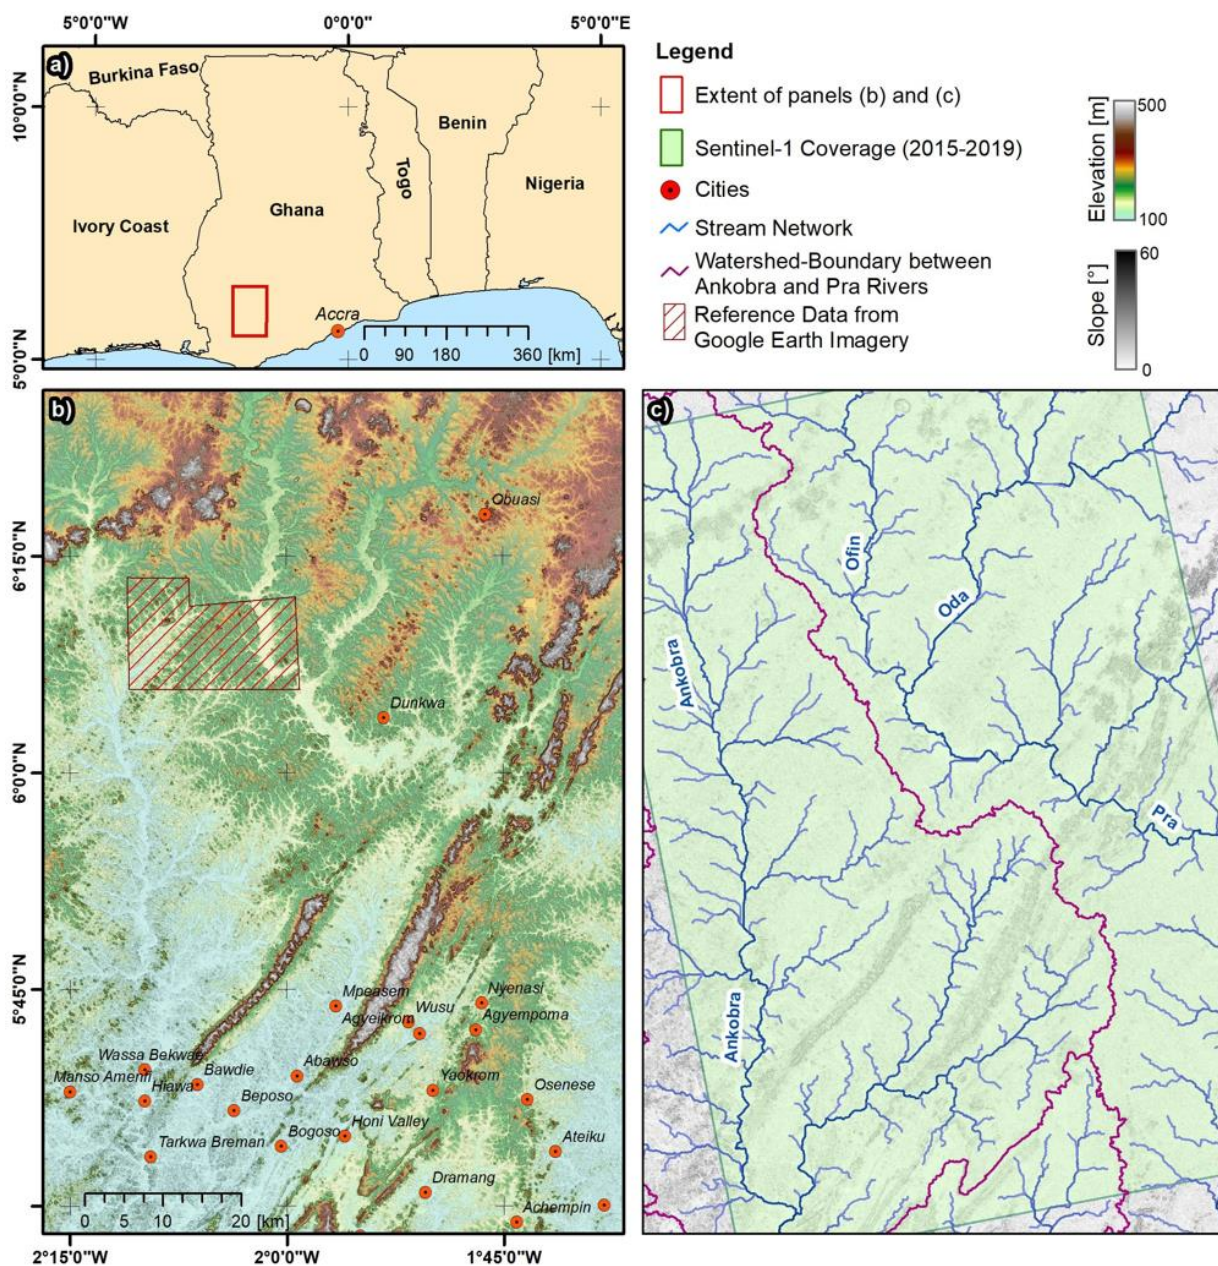 5°0'0"W
0°0'0"
5°0'0"E
10°0'0"N
5°0'0"N
a)
Burkina Faso
Benin
Togo
Nigeria
Ghana
Ivory Coast
Accra
0 90 180 360 [km]
Legend
Extent of panels (b) and (c)
Sentinel-1 Coverage (2015-2019)
Cities
Stream Network
Watershed-Boundary between
Ankobra and Pra Rivers
Reference Data from
Google Earth Imagery
Elevation [m]
500
100
Slope [°]
60
0
b)
6°15'0"N
6°0'0"N
5°45'0"N
Obuasi
Dunkwa
Mpeasem
Nyenasi
Wusu
Agyeikrom
Agyempoma
Wassa Bekwae
Abawso
Manso Amenfi
Hiawa
Bawdie
Yaokrom
Osenese
Beposo
Honi Valley
Tarkwa Breman
Bogoso
Ateiku
Dramang
Achempin
0 5 10 20 [km]
2°15'0"W
2°0'0"W
1°45'0"W
c)
Ofin
Oda
Ankobra
Pra
Ankobra